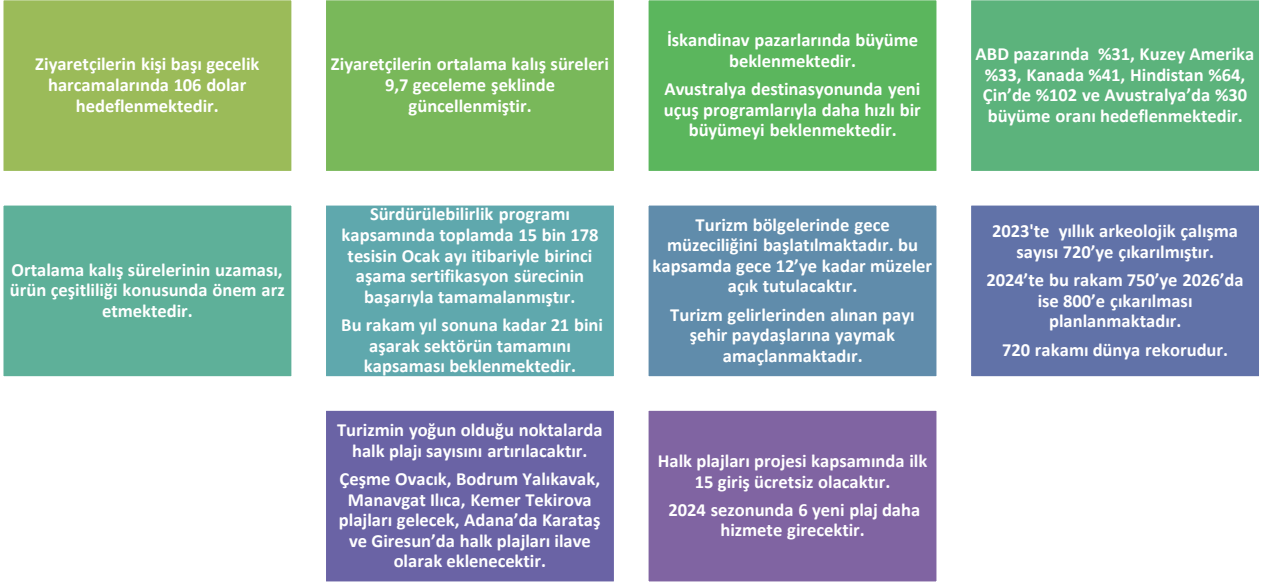 Ziyaretçilerin kişi başı gecelik
harcamalarında 106 dolar
hedeflenmektedir.
Ziyaretçilerin ortalama kalış süreleri
9,7 geceleme şeklinde
güncellenmiştir.
İskandinav pazarlarında büyüme
beklenmektedir.
Avustralya destinasyonunda yeni
uçuş programlarıyla daha hızlı bir
büyümeyi beklenmektedir.
ABD pazarında %31, Kuzey Amerika
%33, Kanada %41, Hindistan %64,
Çin’de %102 ve Avustralya’da %30
büyüme oranı hedeflenmektedir.
Ortalama kalış sürelerinin uzaması,
ürün çeşitliliği konusunda önem arz
etmektedir.
Sürdürülebilirlik programı
kapsamında toplamda 15 bin 178
tesisin Ocak ayı itibariyle birinci
aşama sertifikasyon sürecinin
başarıyla tamamalanmıştır.
Bu rakam yıl sonuna kadar 21 bini
aşarak sektörün tamamını
kapsaması beklenmektedir.
Turizm bölgelerinde gece
müzeciliğini başlatılmaktadır. bu
kapsamda gece 12’ye kadar müzeler
açık tutulacaktır.
Turizm gelirlerinden alınan payı
şehir paydaşlarına yaymak
amaçlanmaktadır.
2023'te yıllık arkeolojik çalışma
sayısı 720’ye çıkarılmıştır.
2024’te bu rakam 750’ye 2026’da
ise 800’e çıkarılması
planlanmaktadır.
720 rakamı dünya rekorudur.
Turizmin yoğun olduğu noktalarda
halk plajı sayısını artırılacaktır.
Çeşme Ovacık, Bodrum Yalıkavak,
Manavgat Ilıca, Kemer Tekirova
plajları gelecek, Adana’da Karataş
ve Giresun’da halk plajları ilave
olarak eklenecektir.
Halk plajları projesi kapsamında ilk
15 giriş ücretsiz olacaktır.
2024 sezonunda 6 yeni plaj daha
hizmete girecektir.